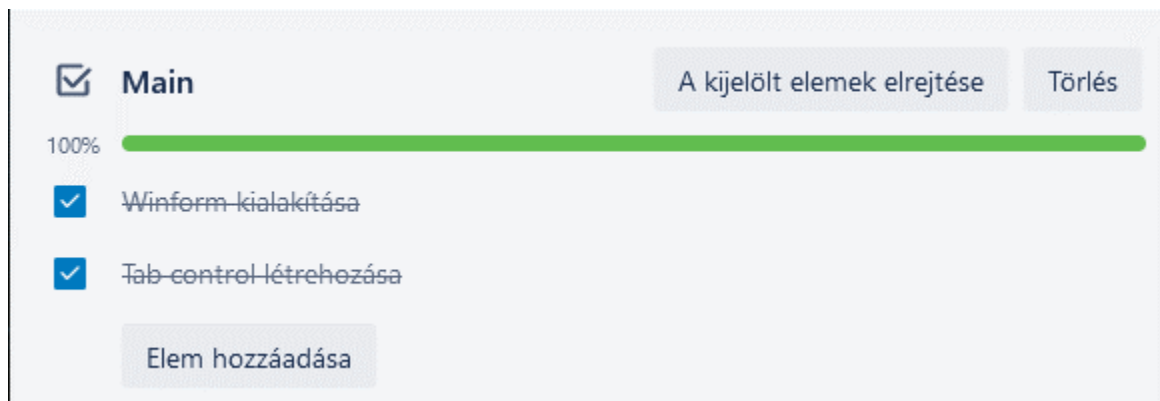 Main
A kijelölt elemek elrejtése
Törlés
100%
Winform kialakítása
Tab control létrehozása
Elem hozzáadása